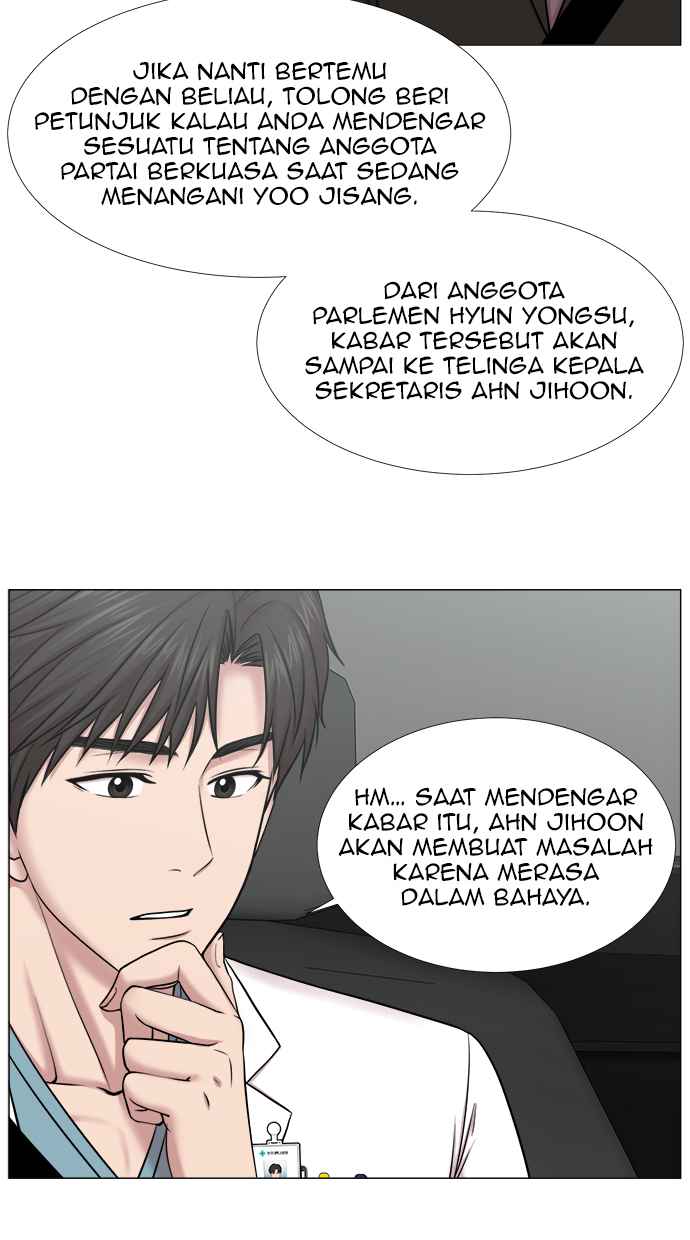 JIKA NANTI BERTEMU
DENGAN BELIAU, TOLONG BERI
PETUNJUK KALAU ANDA MENDENGAR
SESUATU TENTANG ANGGOTA
PARTAI BERKUASA SAAT SEDANG
MENANGANI YOO JISANG.
DARI ANGGOTA
PARLEMEN HYUN YONGSU,
KABAR TERSEBUT AKAN
SAMPAI KE TELINGA KEPALA
SEKRETARIS AHN JIHOON.
HM... SAAT MENDENGAR
KABAR ITU, AHN JIHOON
AKAN MEMBUAT MASALAH
KARENA MERASA
DALAM BAHAYA.